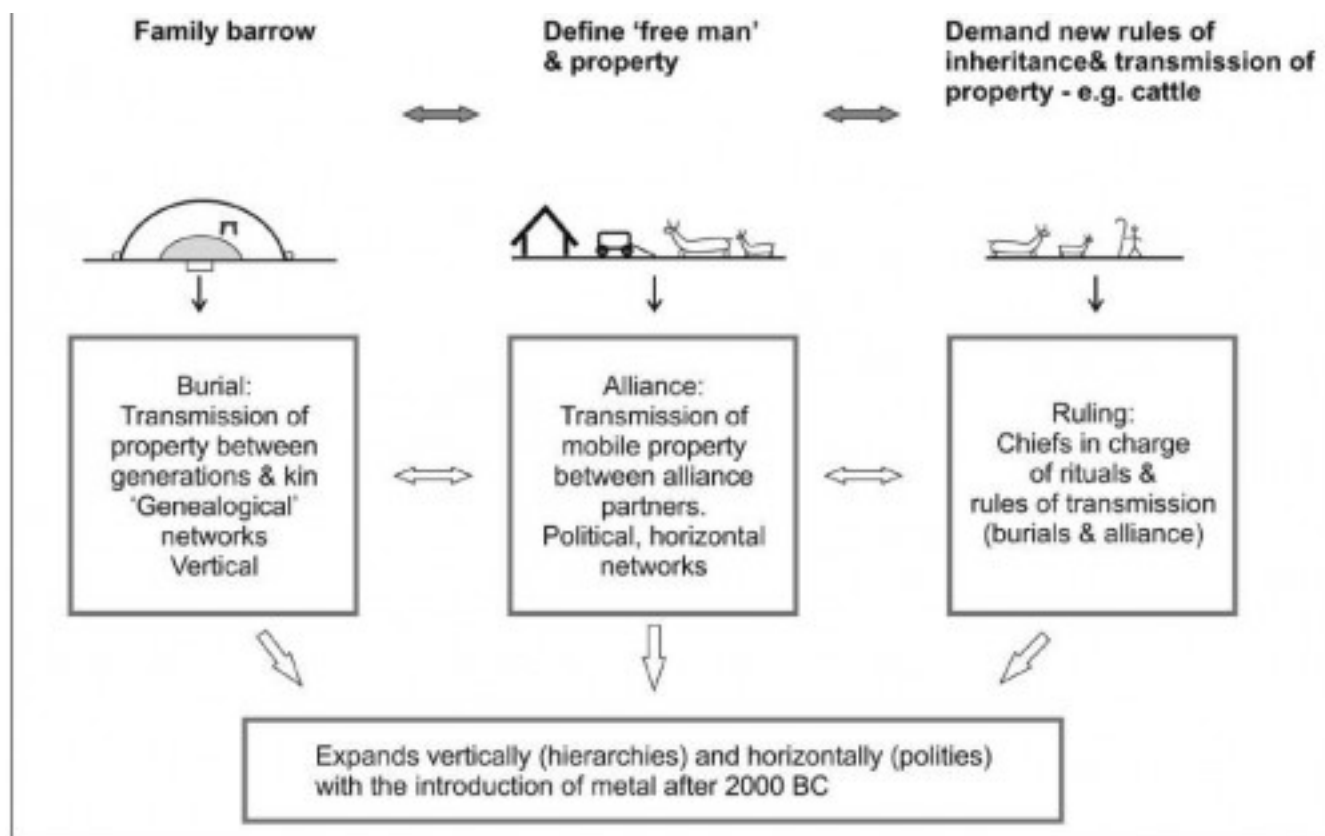 Family barrow
Define ‘free man’
& property
Demand new rules of
inheritance& transmission of
property - e.g. cattle
Burial:
Transmission of
property between
generations & kin
‘Genealogical’
networks
Vertical
Alliance:
Transmission of
mobile property
between alliance
partners.
Political, horizontal
networks
Ruling:
Chiefs in charge
of rituals &
rules of transmission
(burials & alliance)
Expands vertically (hierarchies) and horizontally (polities)
with the introduction of metal after 2000 BC